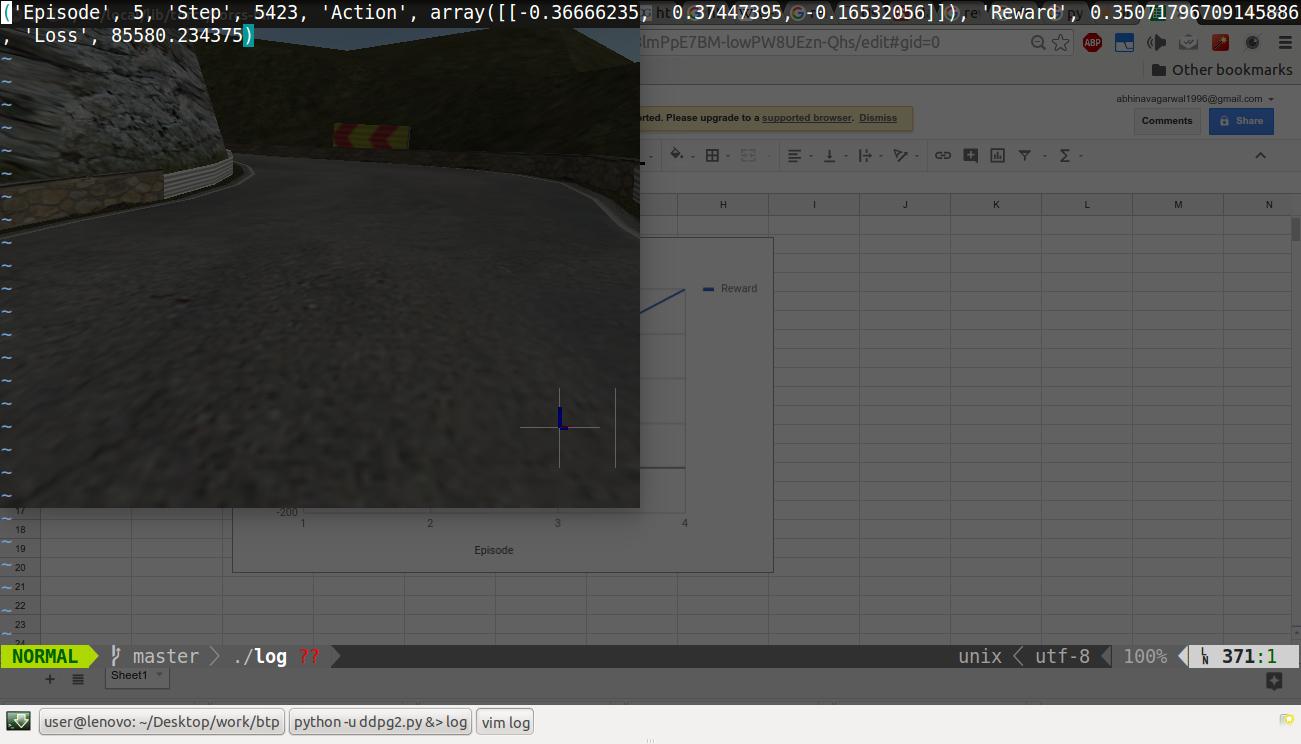 ('Episode', 5, 'Step', 5423, 'Action', array([[-0.36666235,  0.37447395, -0.16532056]]), 'Reward', 0.35071796709145886
, 'Loss', 85580.234375)
lmPpE7BM-lowPW8UEzn-Qhs/edit#gid=0
ABP
Other bookmarks
abhinavagarwal1996@gmail.com
rted. Please upgrade to a supported browser. Dismiss
Comments
Share
H I J K L M N
Reward
17
-200
1 2 3 4
18
19
Episode
20
21
22
23
24
NORMAL master ./log ?? unix utf-8 100% LN 371:1
Sheet1
user@lenovo: ~/Desktop/work/btp
python -u ddpg2.py &> log
vim log